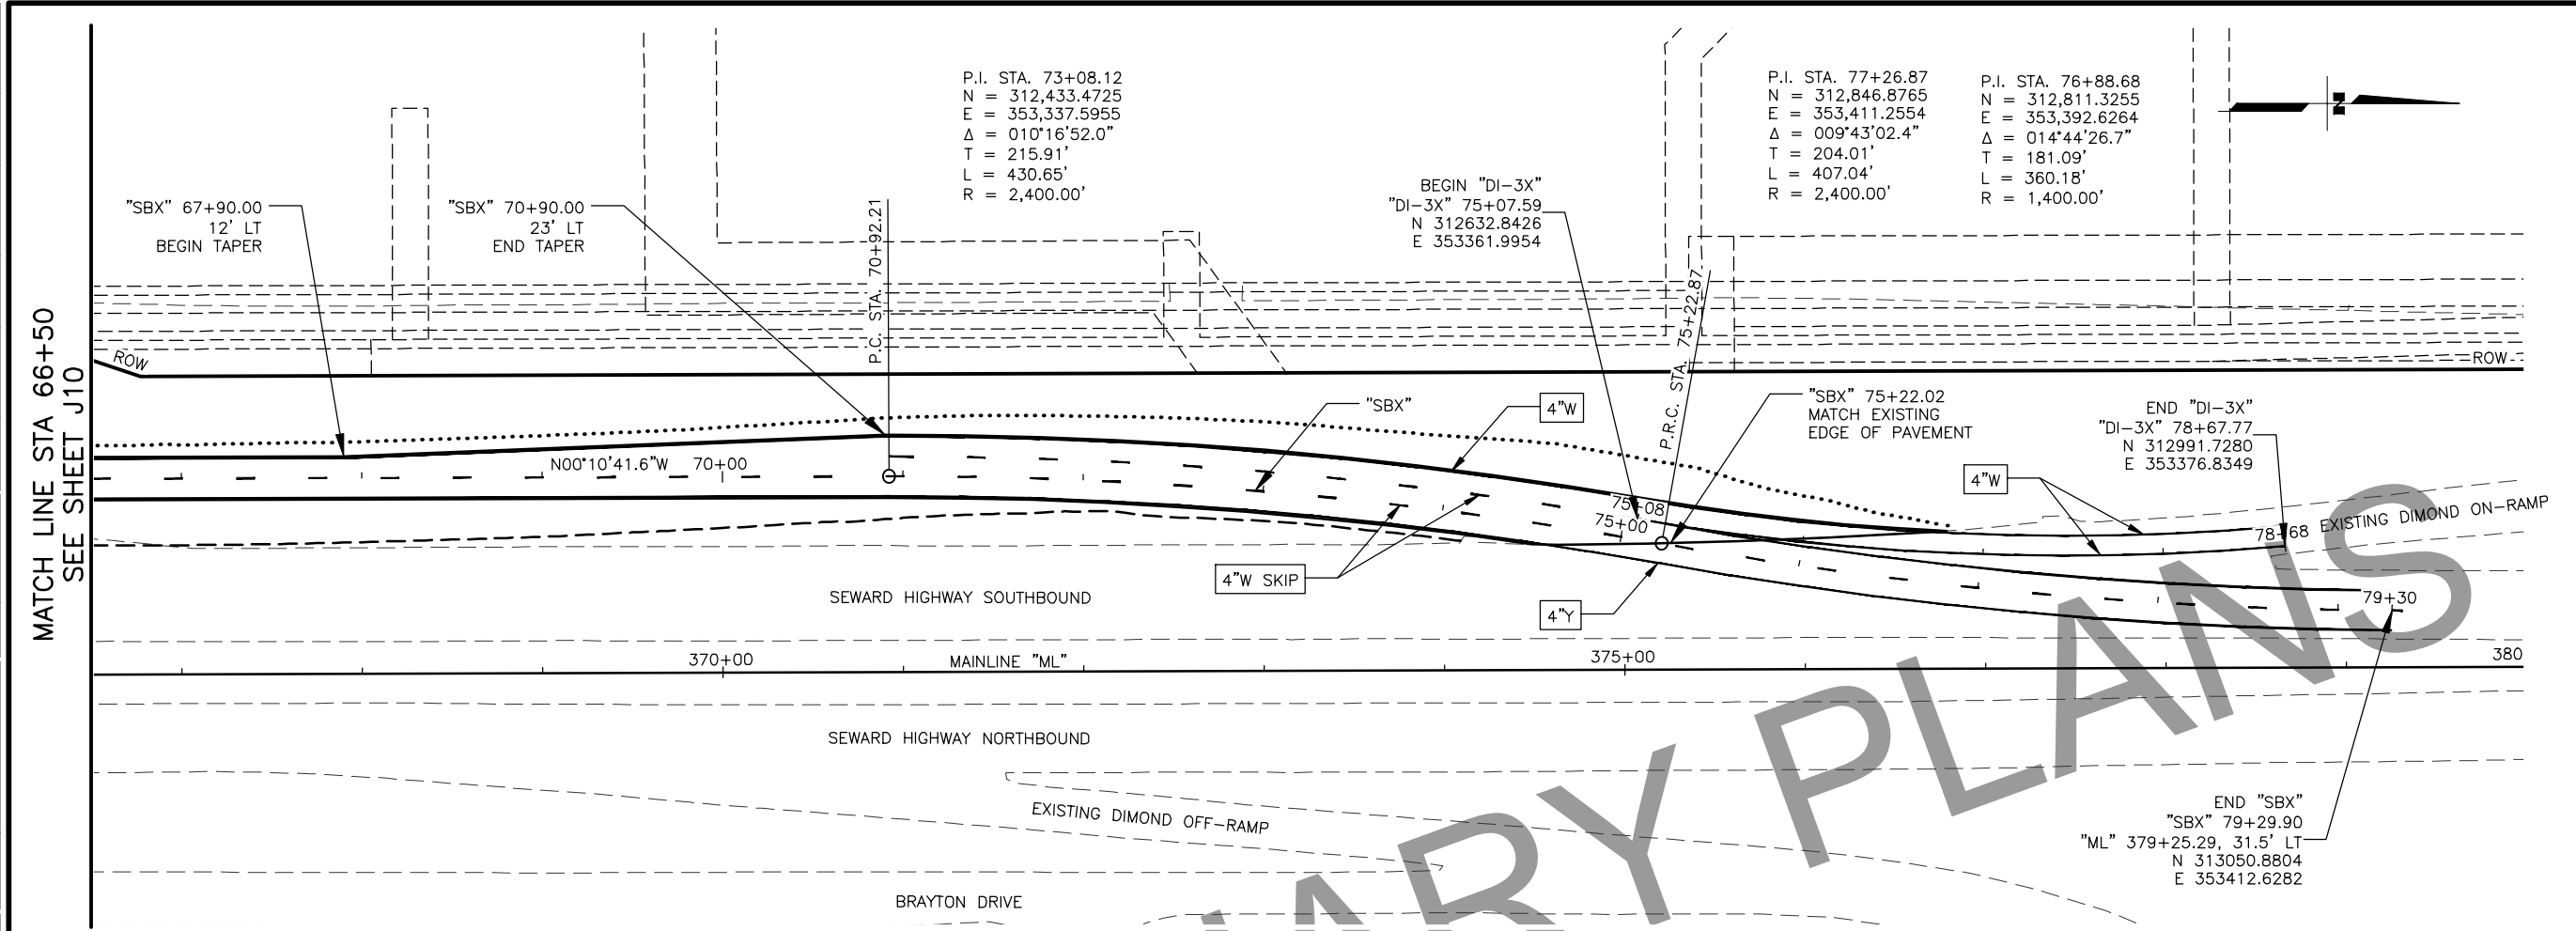 MATCH LINE STA 66+50
SEE SHEET J10
"SBX" 67+90.00
12' LT
BEGIN TAPER
"SBX" 70+90.00
23' LT
END TAPER
P.C. STA. 70+92.21
P.I. STA. 73+08.12
N = 312,433.4725
E = 353,337.5955
Δ = 010°16'52.0"
T = 215.91'
L = 430.65'
R = 2,400.00'
BEGIN "DI-3X"
"DI-3X" 75+07.59
N 312632.8426
E 353361.9954
P.R.C. STA. 75+22.87
P.I. STA. 77+26.87
N = 312,846.8765
E = 353,411.2554
Δ = 009°43'02.4"
T = 204.01'
L = 407.04'
R = 2,400.00'
P.I. STA. 76+88.68
N = 312,811.3255
E = 353,392.6264
Δ = 014°44'26.7"
T = 181.09'
L = 360.18'
R = 1,400.00'
N
ROW
ROW
"SBX"
4"W
"SBX" 75+22.02
MATCH EXISTING
EDGE OF PAVEMENT
END "DI-3X"
"DI-3X" 78+67.77
N 312991.7280
E 353376.8349
4"W
N00°10'41.6"W
70+00
75+08
75+00
78+68
EXISTING DIMOND ON-RAMP
4"W SKIP
4"Y
79+30
SEWARD HIGHWAY SOUTHBOUND
370+00
MAINLINE "ML"
375+00
380
SEWARD HIGHWAY NORTHBOUND
EXISTING DIMOND OFF-RAMP
BRAYTON DRIVE
END "SBX"
"SBX" 79+29.90
"ML" 379+25.29, 31.5' LT
N 313050.8804
E 353412.6282
ARY PLANS